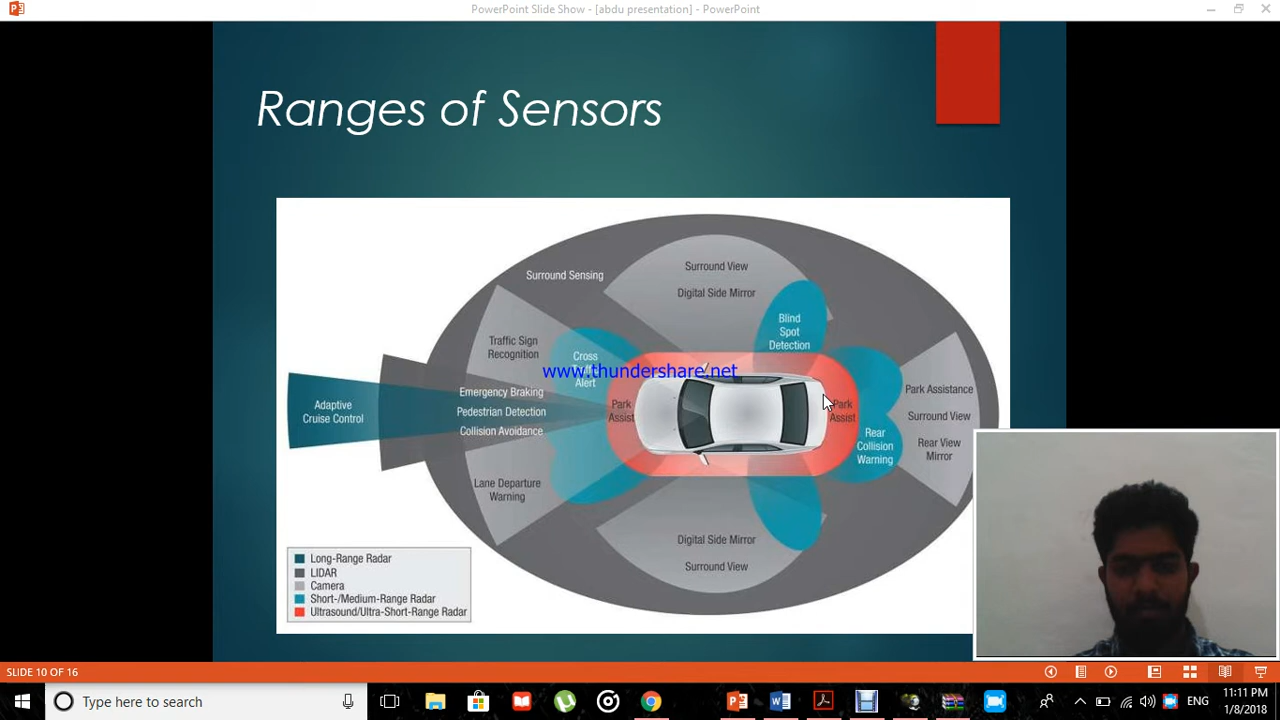 PowerPoint Slide Show - [abdu presentation] - PowerPoint
Ranges of Sensors
Surround Sensing
Surround View
Digital Side Mirror
Blind
Spot
Detection
Traffic Sign
Recognition
Cross
Alert
www.thundershare.net
Adaptive
Cruise Control
Emergency Braking
Pedestrian Detection
Collision Avoidance
Park
Assist
Park
Assist
Rear
Collision
Warning
Park Assistance
Surround View
Rear View
Mirror
Lane Departure
Warning
Digital Side Mirror
Surround View
Long-Range Radar
LIDAR
Camera
Short-/Medium-Range Radar
Ultrasound/Ultra-Short-Range Radar
SLIDE 10 OF 16
Type here to search
ENG
11:11 PM
1/8/2018